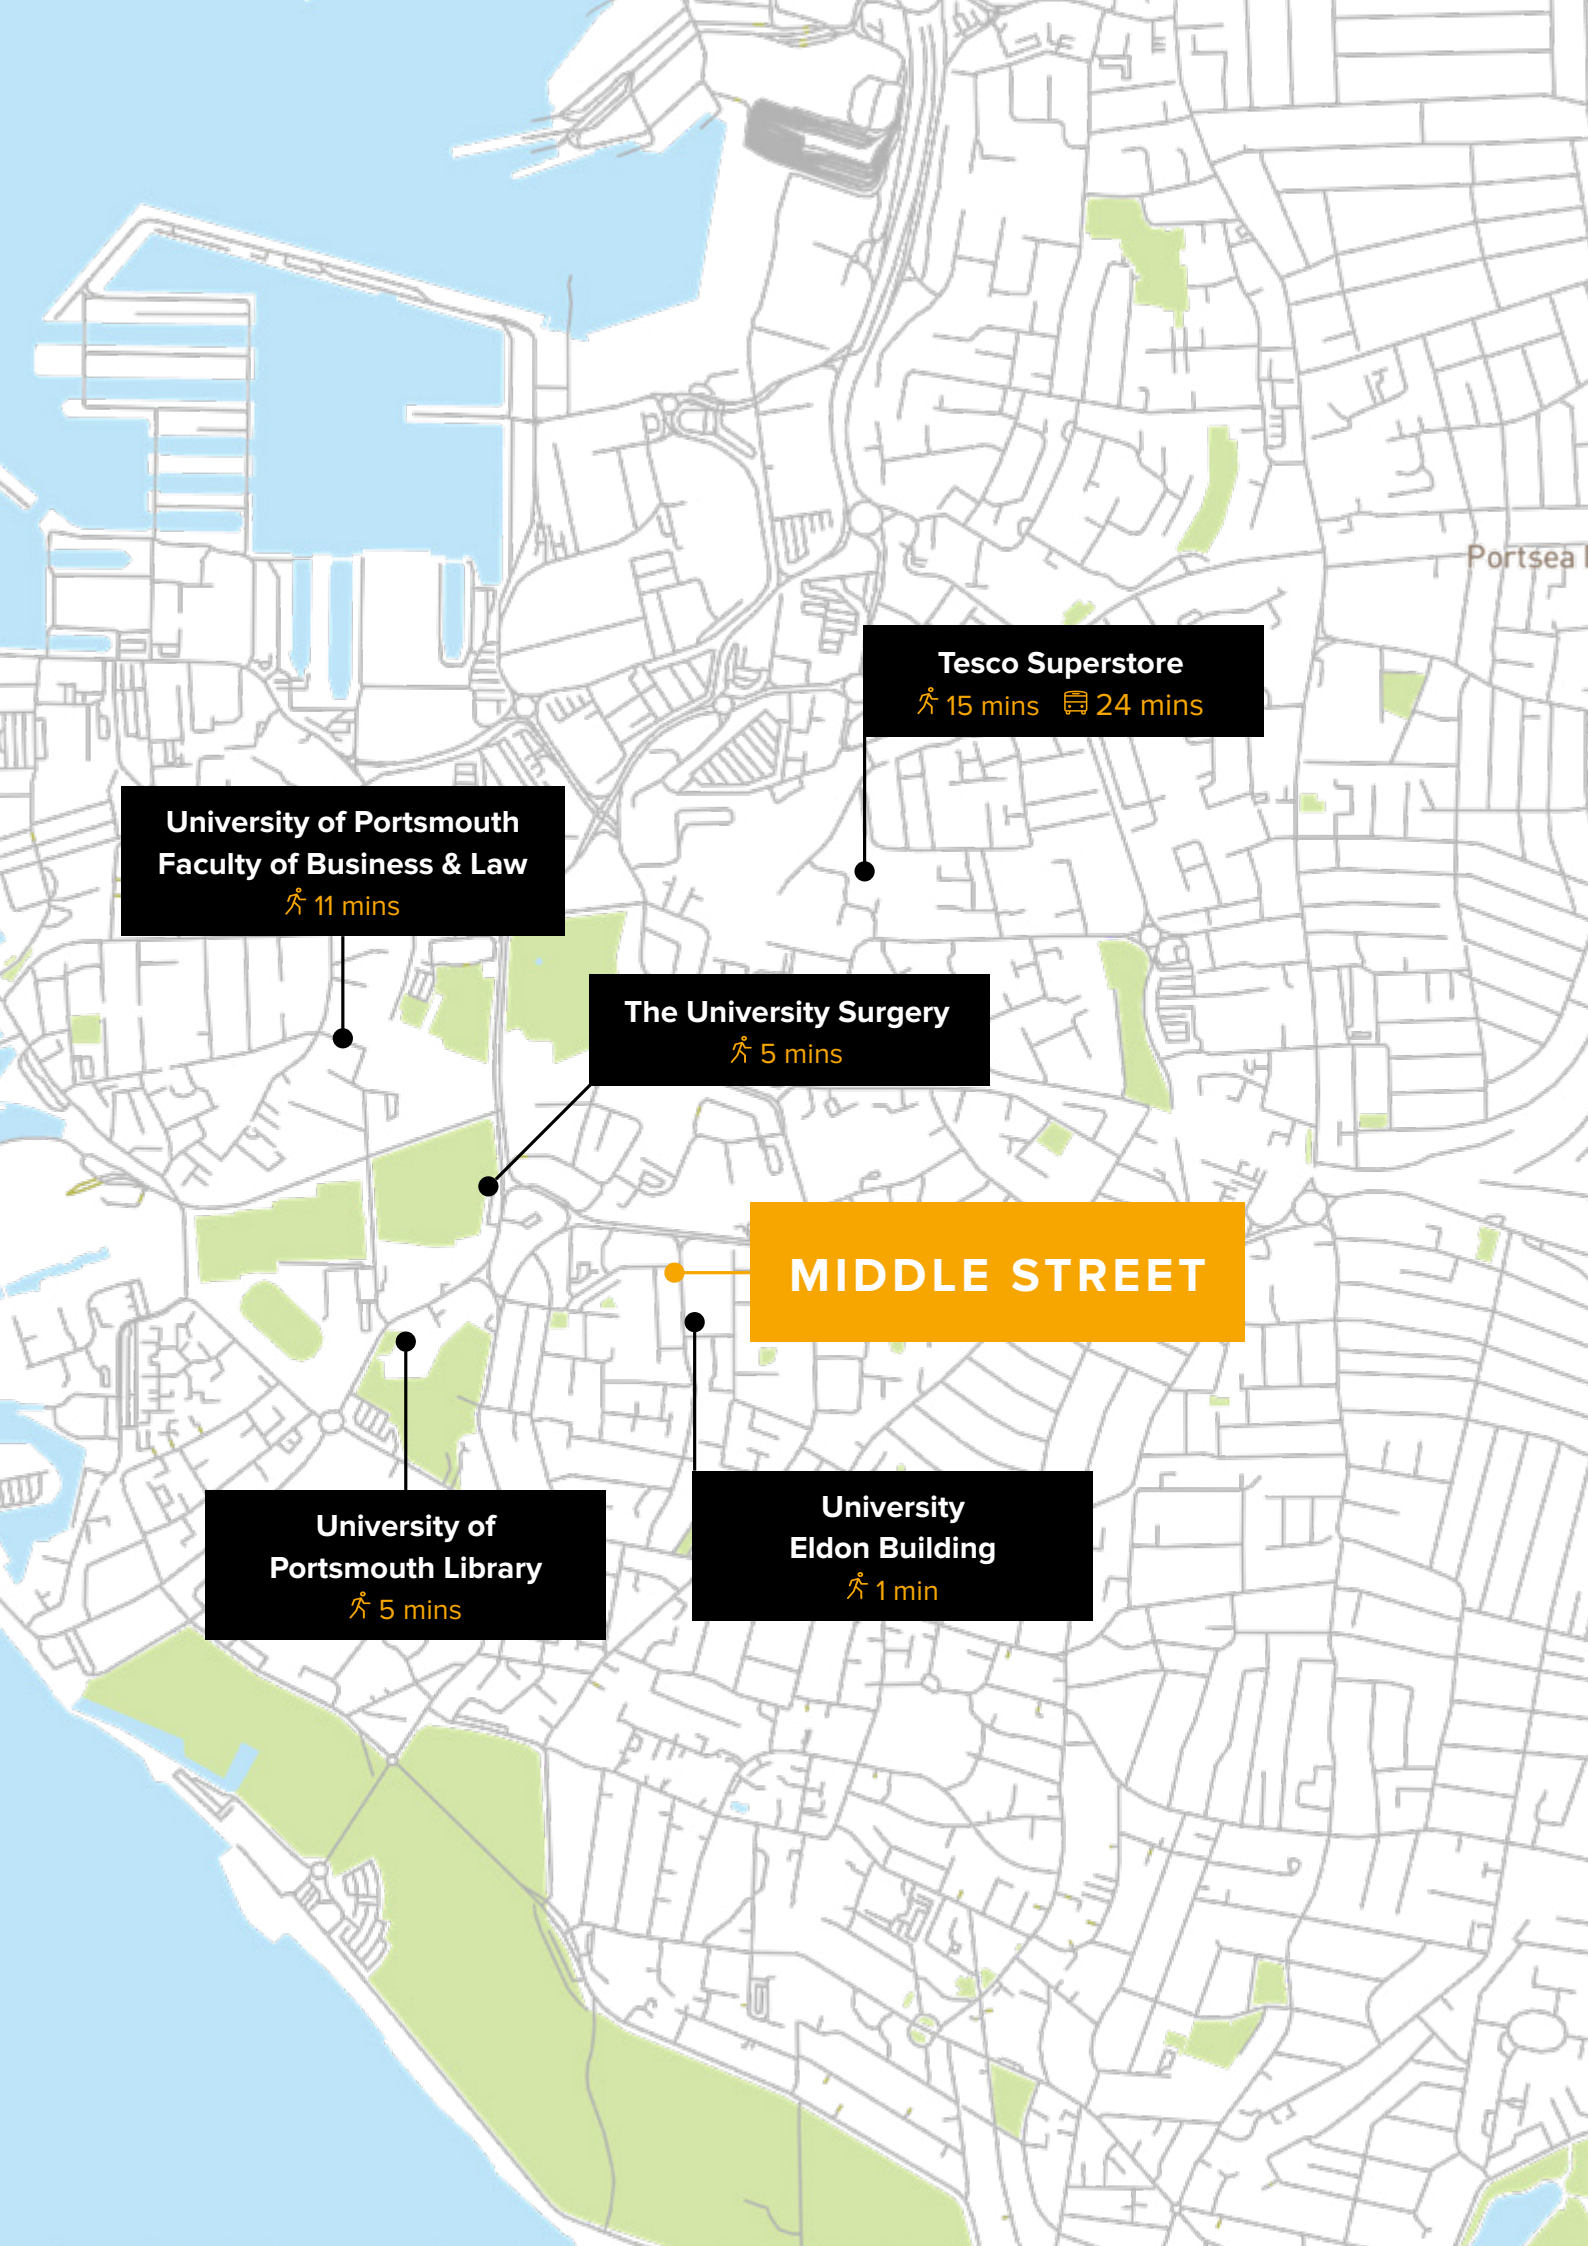 Portsea
Tesco Superstore
15 mins 24 mins
University of Portsmouth
Faculty of Business & Law
11 mins
The University Surgery
5 mins
MIDDLE STREET
University of
Portsmouth Library
5 mins
University
Eldon Building
1 min